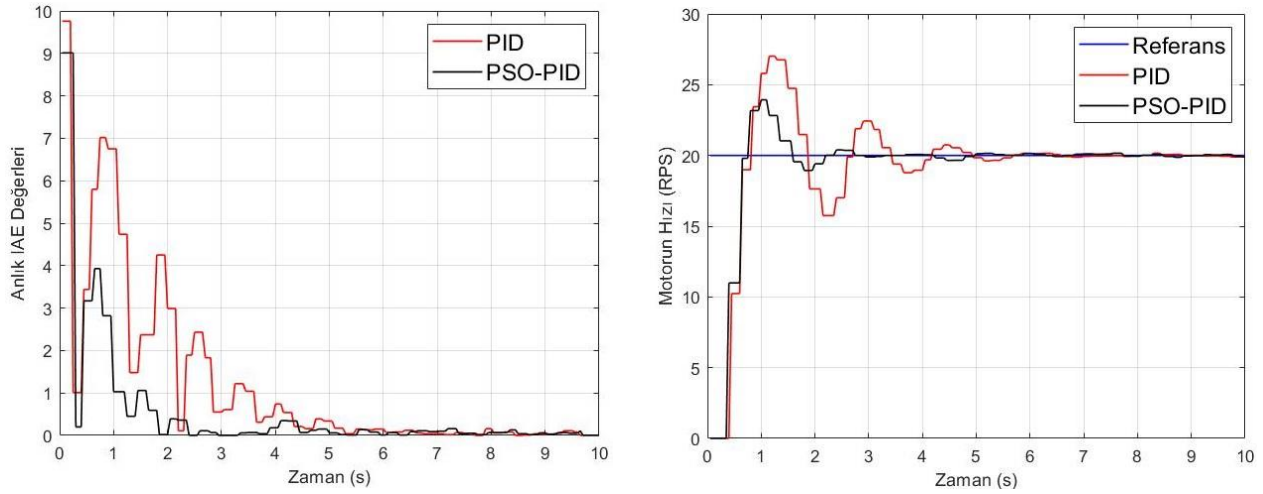 10
9
8
7
6
5
4
3
2
1
0
Anlık IAE Değerleri
PID
PSO-PID
0 1 2 3 4 5 6 7 8 9 10
Zaman (s)
30
25
20
15
10
5
0
Motorun Hızı (RPS)
Referans
PID
PSO-PID
0 1 2 3 4 5 6 7 8 9 10
Zaman (s)